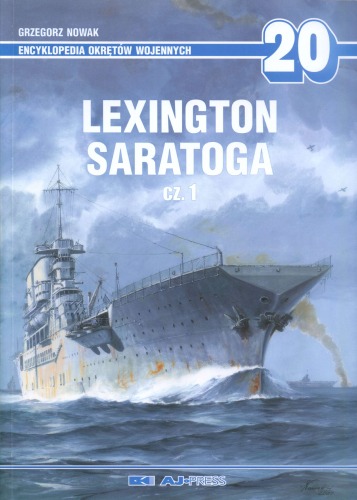 GRZEGORZ NOWAK
ENCYKLOPEDIA OKRĘTÓW WOJENNYCH
20
LEXINGTON
SARATOGA
cz. 1
AJ-PRESS